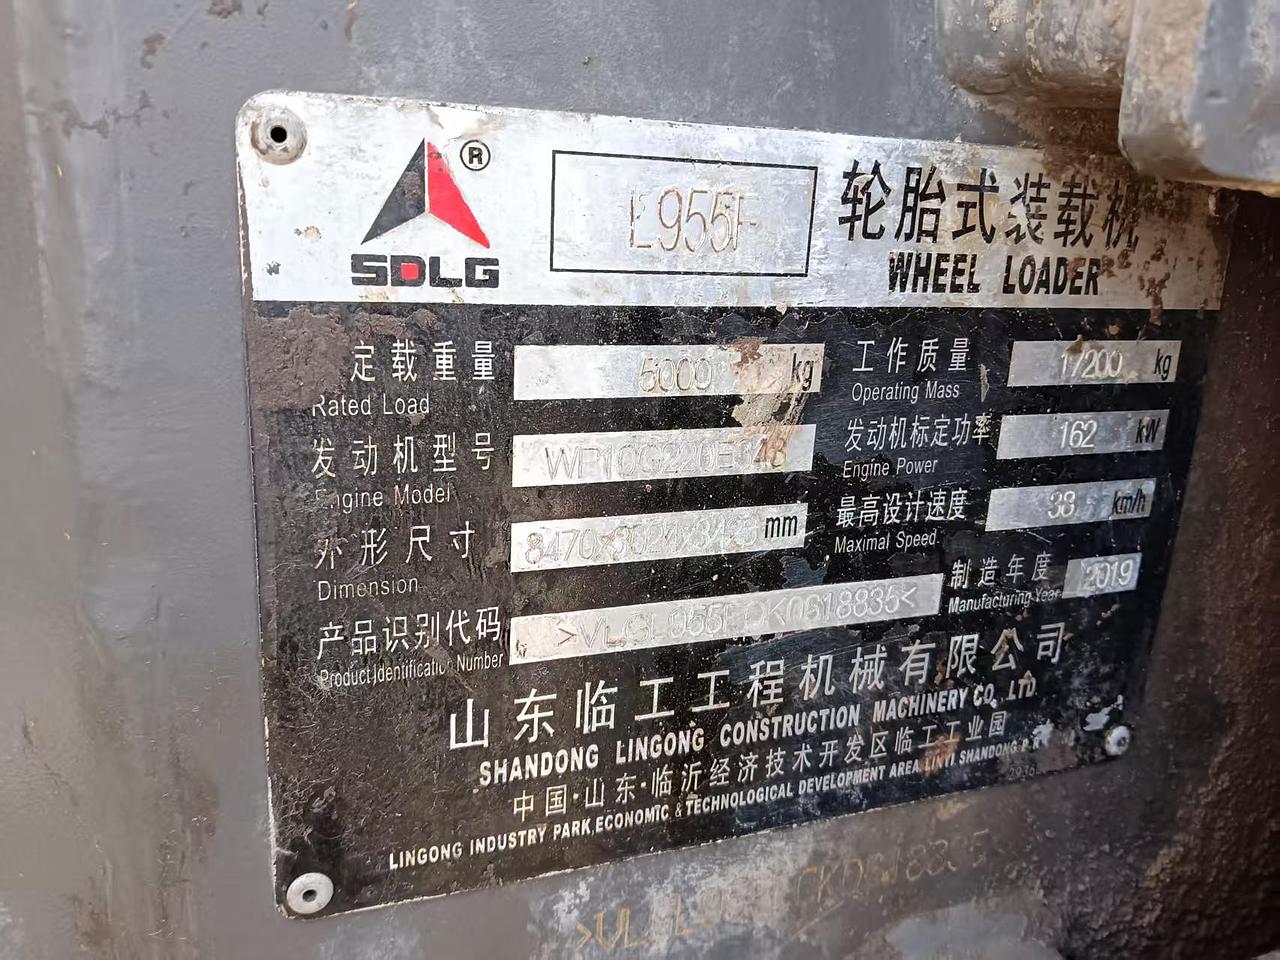 ®
SDLG
L955F
轮胎式装载机
WHEEL LOADER
定载重量 5000 kg
Rated Load
工作质量 17200 kg
Operating Mass
发动机型号
Engine Model
发动机标定功率 162 kW
Engine Power
外形尺寸 mm
Dimension
最高设计速度 38 km/h
Maximal Speed
产品识别代码
Product Identification Number
制造年度 2019
Manufacturing Year
山东临工工程机械有限公司
SHANDONG LINGONG CONSTRUCTION MACHINERY CO., LTD
中国·山东·临沂经济技术开发区临工工业园
LINGONG INDUSTRY PARK,ECONOMIC & TECHNOLOGICAL DEVELOPMENT AREA, LINYI, SHANDONG